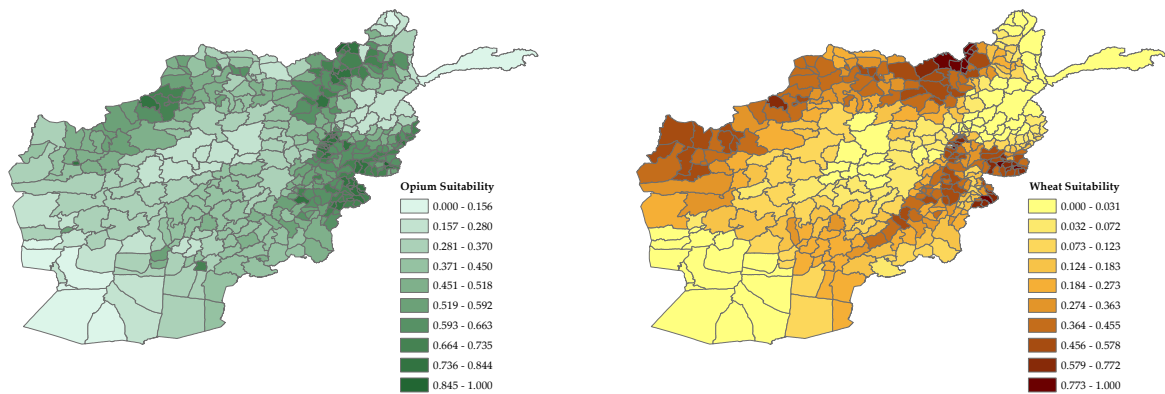 Opium Suitability
0.000 - 0.156
0.157 - 0.280
0.281 - 0.370
0.371 - 0.450
0.451 - 0.518
0.519 - 0.592
0.593 - 0.663
0.664 - 0.735
0.736 - 0.844
0.845 - 1.000
Wheat Suitability
0.000 - 0.031
0.032 - 0.072
0.073 - 0.123
0.124 - 0.183
0.184 - 0.273
0.274 - 0.363
0.364 - 0.455
0.456 - 0.578
0.579 - 0.772
0.773 - 1.000